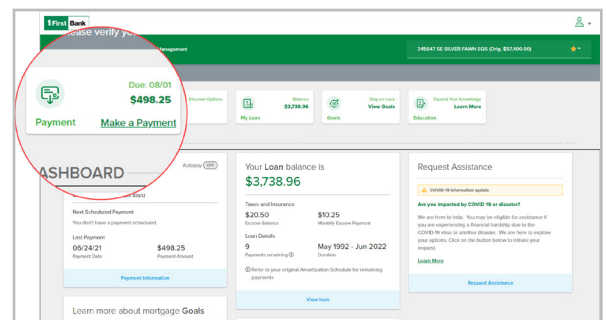 1First Bank
ease verify yo
Management
345647 SE SILVER FAWN SQS (Orig. $57,400.00)
Due: 08/01
$498.25
Payment
Make a Payment
Discover Options
Balance
$3,738.96
My Loan
Stay on track
View Goals
Goals
Expand Your Knowledge
Learn More
Education
ASHBOARD
Autopay OFF
days)
Next Scheduled Payment
You don't have a payment scheduled
Last Payment
06/24/21
$498.25
Payment Date
Payment Amount
Payment Information
Your Loan balance is
$3,738.96
Taxes and Insurance
$20.50
$10.25
Escrow Balance
Monthly Escrow Payment
Loan Details
9
May 1992 - Jun 2022
Payments remaining
Duration
Refer to your original Amortization Schedule for remaining
payments
View loan
Request Assistance
COVID-19 information update
Are you impacted by COVID-19 or disaster?
We are here to help. You may be eligible for assistance if
you are experiencing a financial hardship due to the
COVID-19 virus or another disaster. We are here to explore
your options. Click on the button below to initiate your
request.
Learn More
Request Assistance
Learn more about mortgage Goals